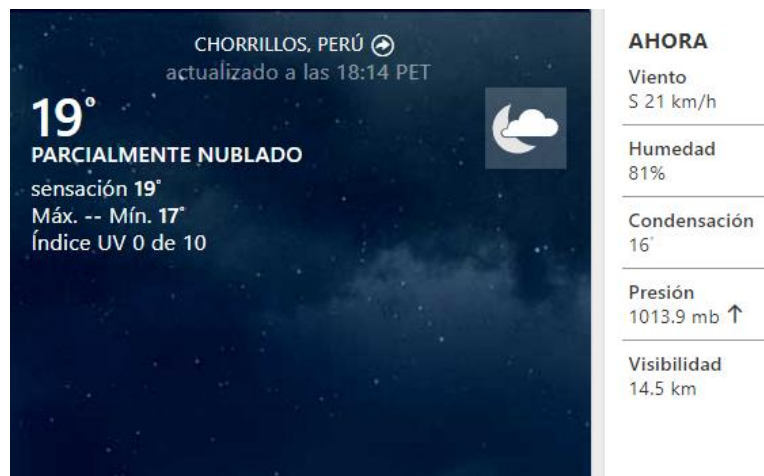 CHORRILLOS, PERÚ
actualizado a las 18:14 PET
19°
PARCIALMENTE NUBLADO
sensación 19°
Máx. -- Mín. 17°
Índice UV 0 de 10
AHORA
Viento
S 21 km/h
Humedad
81%
Condensación
16°
Presión
1013.9 mb ↑
Visibilidad
14.5 km